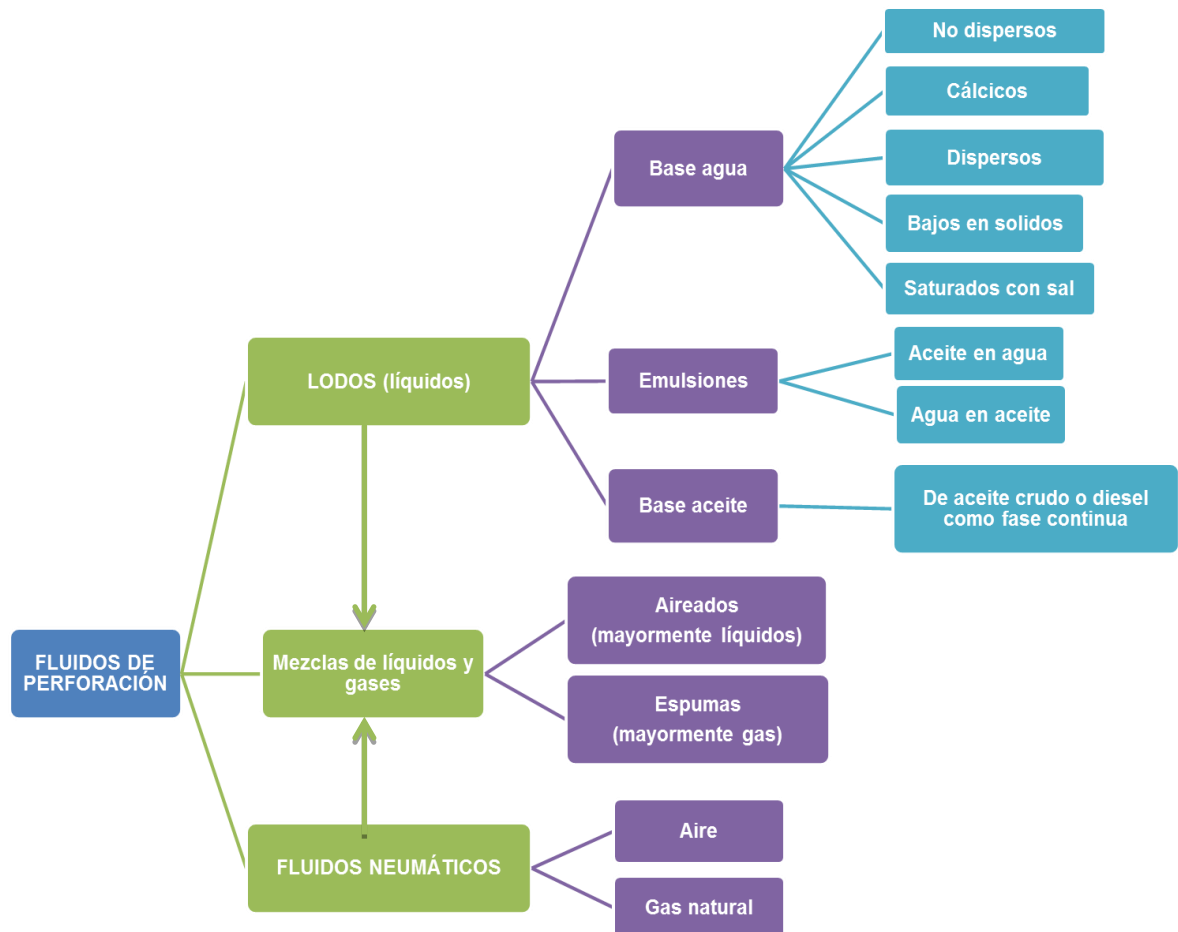 No dispersos
Cálcicos
Base agua
Dispersos
Bajos en solidos
Saturados con sal
LODOS (líquidos)
Emulsiones
Aceite en agua
Agua en aceite
Base aceite
De aceite crudo o diesel
como fase continua
FLUIDOS DE
PERFORACIÓN
Mezclas de líquidos y
gases
Aireados
(mayormente líquidos)
Espumas
(mayormente gas)
FLUIDOS NEUMÁTICOS
Aire
Gas natural